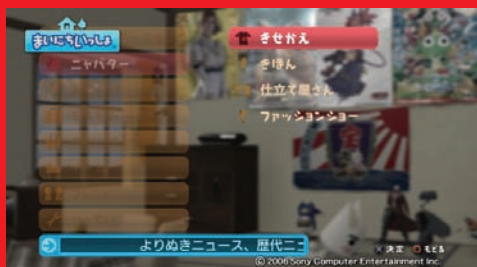 まいにちいっしょ
ニャバター
きせかえ
きほん
仕立て屋さん
ファッションショー
よりぬきニュース、歴代ニュ
×決定 ○もどる
© 2006 Sony Computer Entertainment Inc.